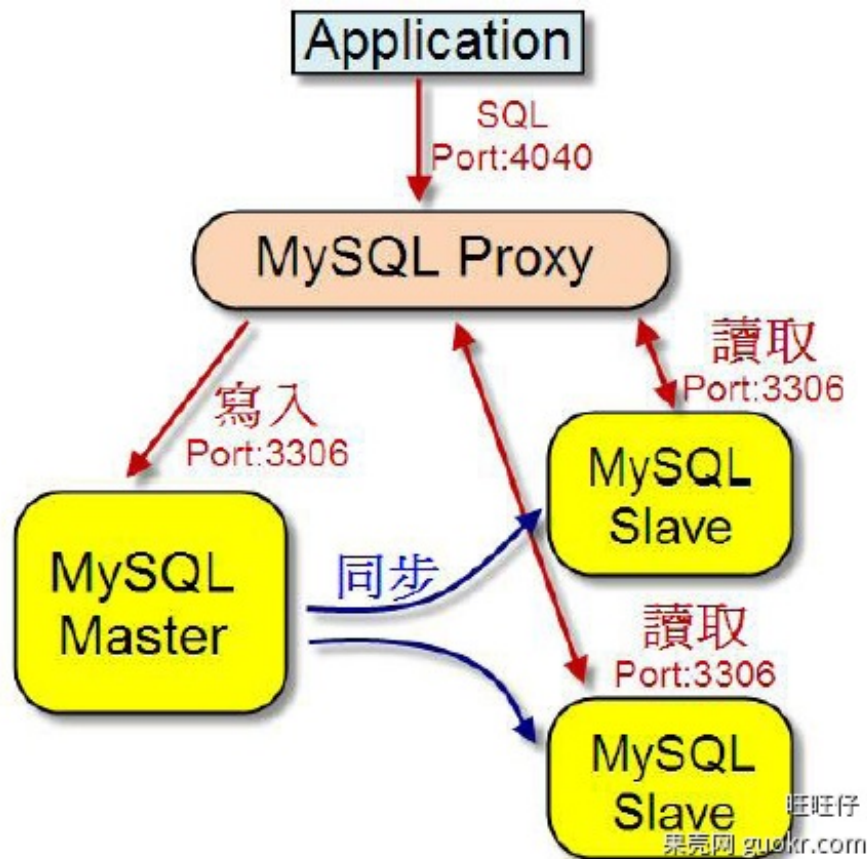 Application
SQL
Port:4040
MySQL Proxy
讀取
Port:3306
寫入
Port:3306
MySQL
Slave
同步
MySQL
Master
讀取
Port:3306
MySQL
Slave
旺旺仔
果壳网 guokr.com